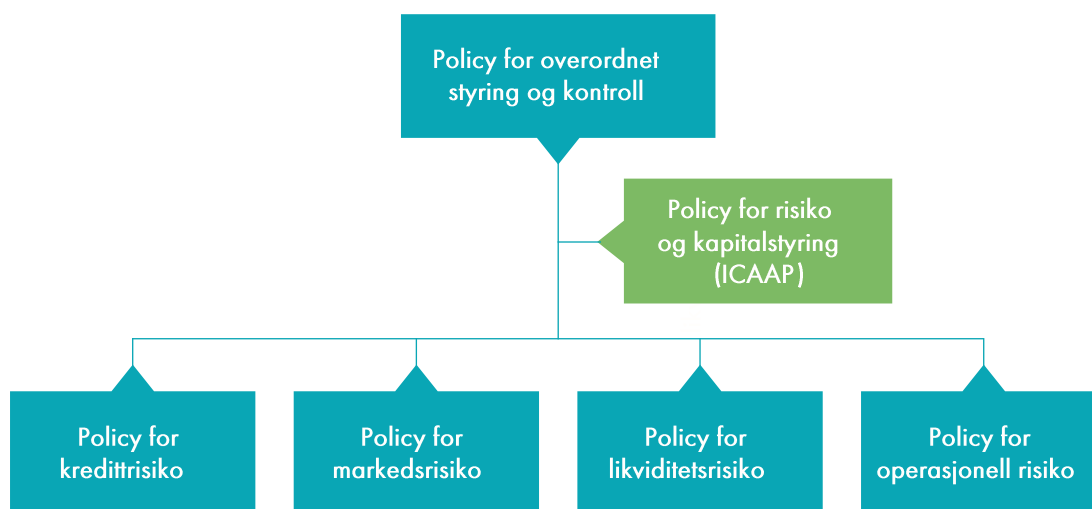 Policy for overordnet
styring og kontroll
Policy for risiko
og kapitalstyring
(ICAAP)
Policy for
kredittrisiko
Policy for
markedsrisiko
Policy for
likviditetsrisiko
Policy for
operasjonell risiko